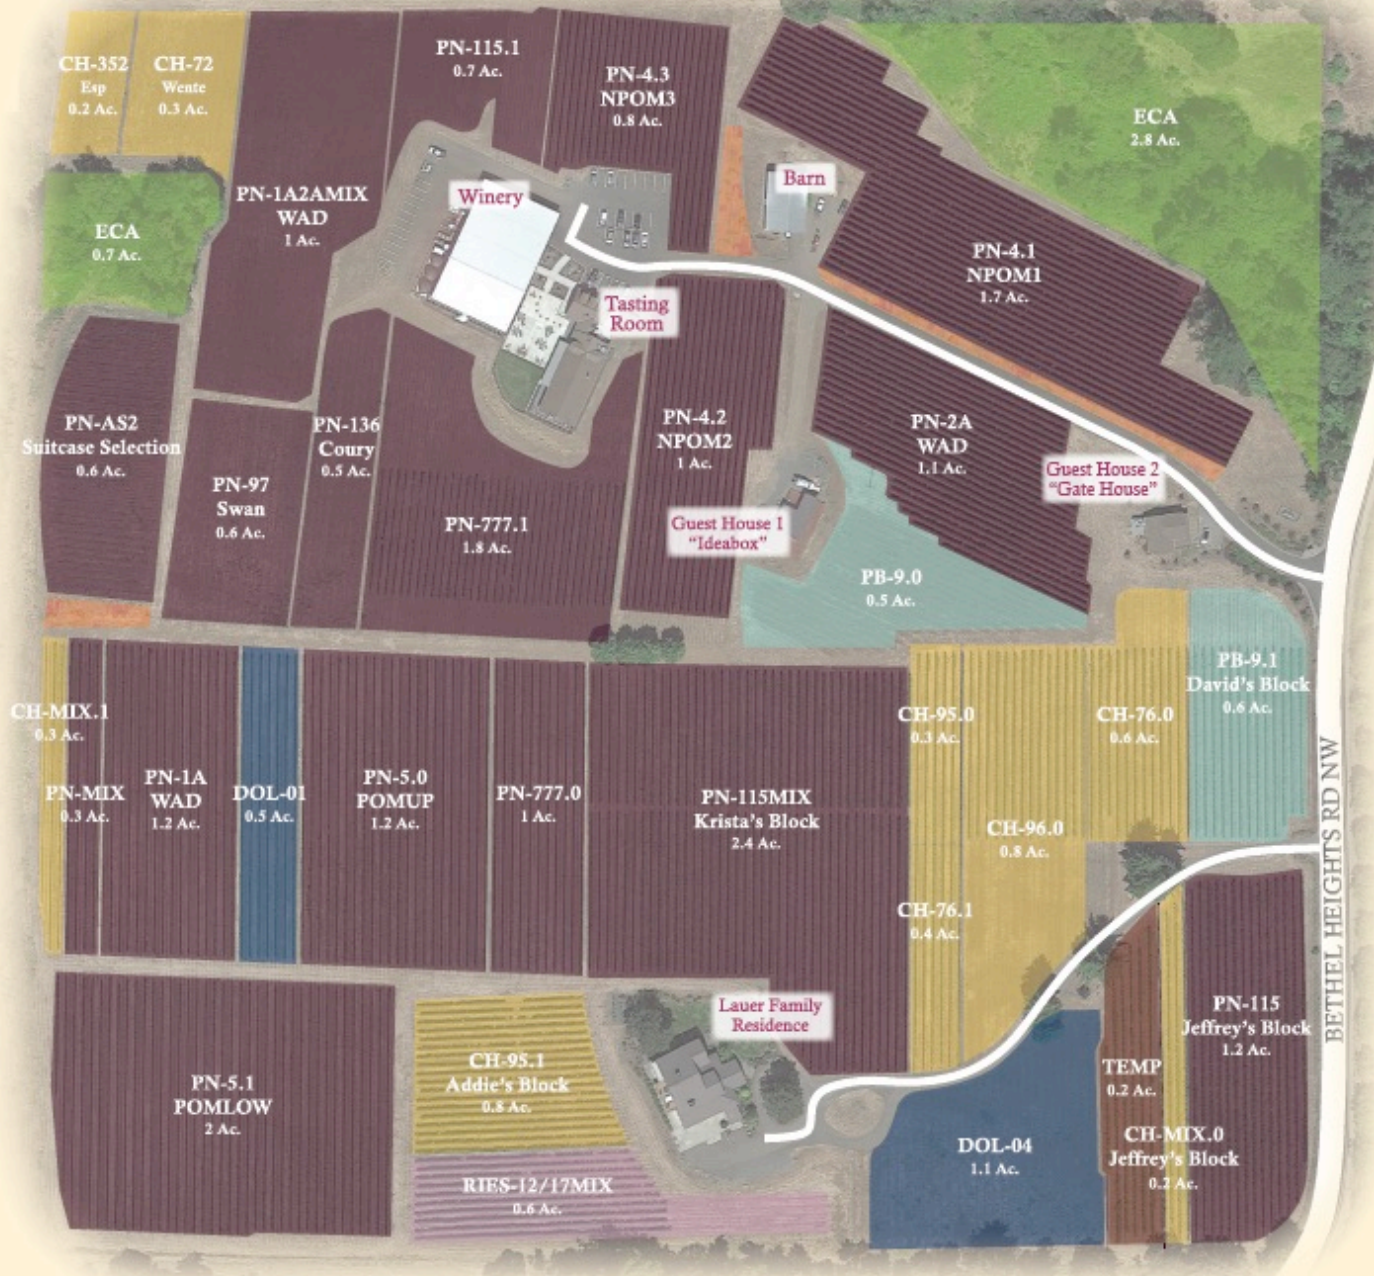 CH-352
Esp
0.2 Ac.
CH-72
Wente
0.3 Ac.
PN-115.1
0.7 Ac.
PN-4.3
NPOM3
0.8 Ac.
ECA
2.8 Ac.
PN-1A2AMIX
WAD
1 Ac.
Winery
Barn
ECA
0.7 Ac.
PN-4.1
NPOM1
1.7 Ac.
Tasting
Room
PN-AS2
Suitcase Selection
0.6 Ac.
PN-97
Swan
0.6 Ac.
PN-136
Coury
0.5 Ac.
PN-777.1
1.8 Ac.
PN-4.2
NPOM2
1 Ac.
PN-2A
WAD
1.1 Ac.
Guest House 2
"Gate House"
Guest House 1
"Ideabox"
PB-9.0
0.5 Ac.
PB-9.1
David's Block
0.6 Ac.
CH-MIX.1
0.3 Ac.
PN-MIX
0.3 Ac.
PN-1A
WAD
1.2 Ac.
DOL-01
0.5 Ac.
PN-5.0
POMUP
1.2 Ac.
PN-777.0
1 Ac.
PN-115MIX
Krista's Block
2.4 Ac.
CH-95.0
0.3 Ac.
CH-76.0
0.6 Ac.
CH-96.0
0.8 Ac.
CH-76.1
0.4 Ac.
BETHEL HEIGHTS RD NW
PN-5.1
POMLOW
2 Ac.
CH-95.1
Addie's Block
0.8 Ac.
Lauer Family
Residence
RIES-12/17MIX
0.6 Ac.
DOL-04
1.1 Ac.
TEMP
0.2 Ac.
CH-MIX.0
Jeffrey's Block
0.2 Ac.
PN-115
Jeffrey's Block
1.2 Ac.